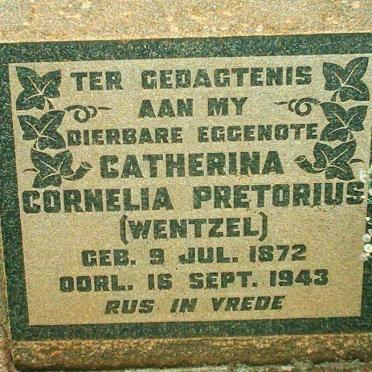 TER GEDAGTENIS
AAN MY
DIERBARE EGGENOTE
CATHERINA
CORNELIA PRETORIUS
(WENTZEL)
GEB. 9 JUL. 1872
OORL. 16 SEPT. 1943
RUS IN VREDE